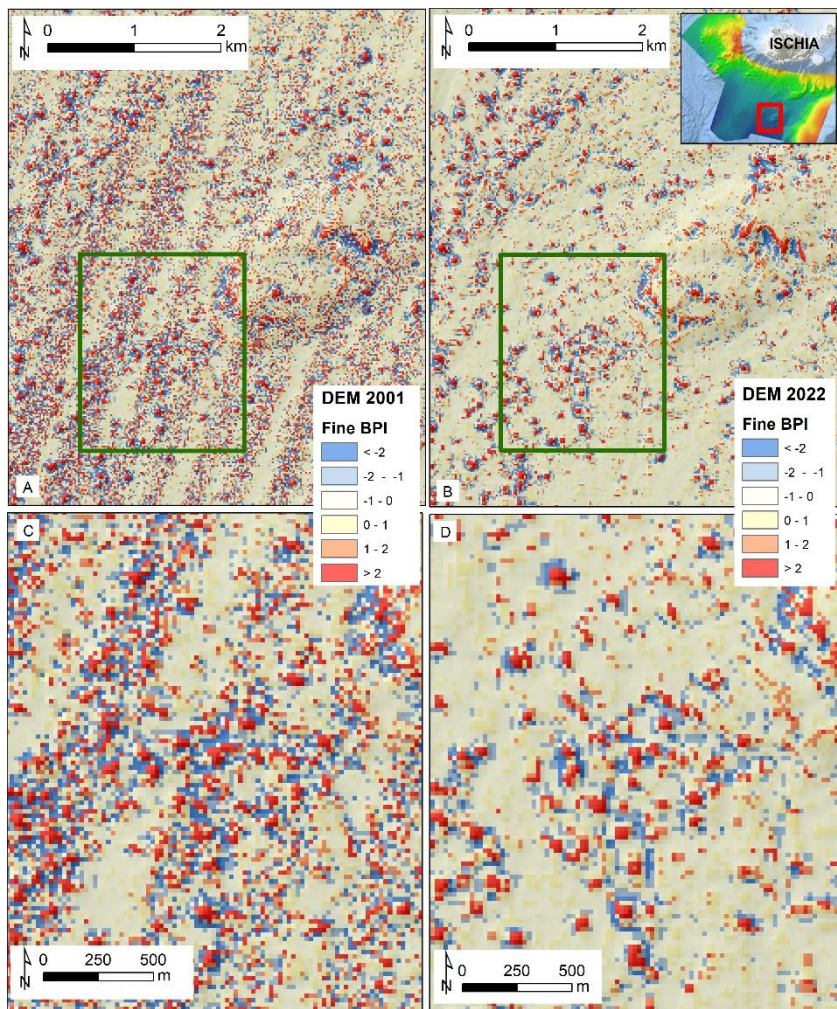 N
0 1 2
km
A
DEM 2001
Fine BPI
< -2
-2 - -1
-1 - 0
0 - 1
1 - 2
> 2
N
0 1 2
km
ISCHIA
B
DEM 2022
Fine BPI
< -2
-2 - -1
-1 - 0
0 - 1
1 - 2
> 2
C
N
0 250 500
m
D
N
0 250 500
m